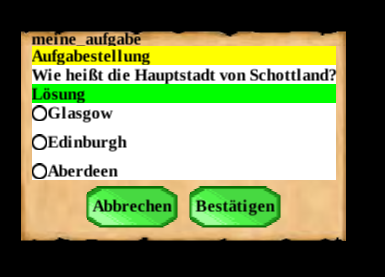 meine_aufgabe
Aufgabestellung
Wie heißt die Hauptstadt von Schottland?
Lösung
Glasgow
Edinburgh
Aberdeen
Abbrechen Bestätigen